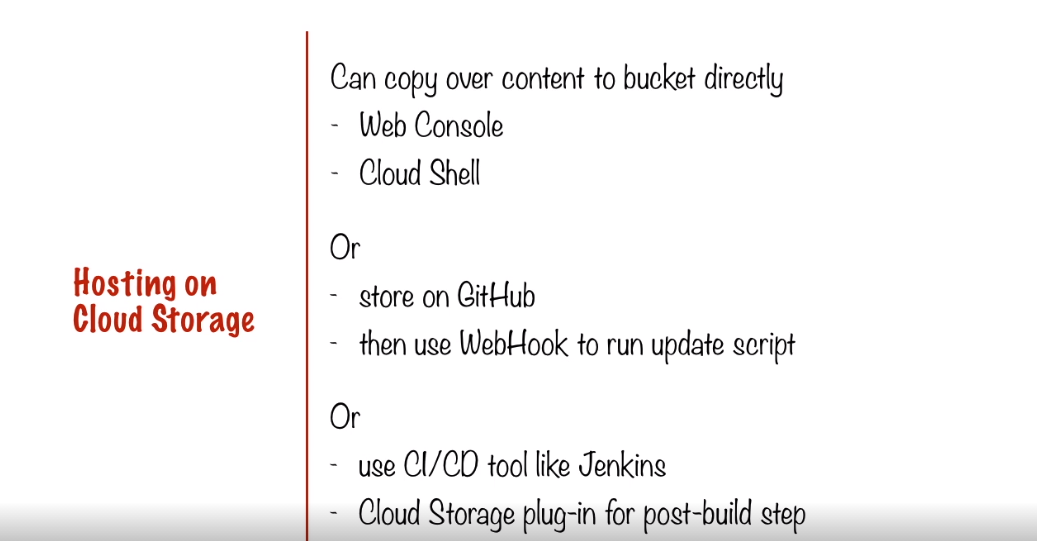 Hosting on
Cloud Storage
Can copy over content to bucket directly
- Web Console
- Cloud Shell
Or
- store on GitHub
- then use WebHook to run update script
Or
- use CI/CD tool like Jenkins
- Cloud Storage plug-in for post-build step